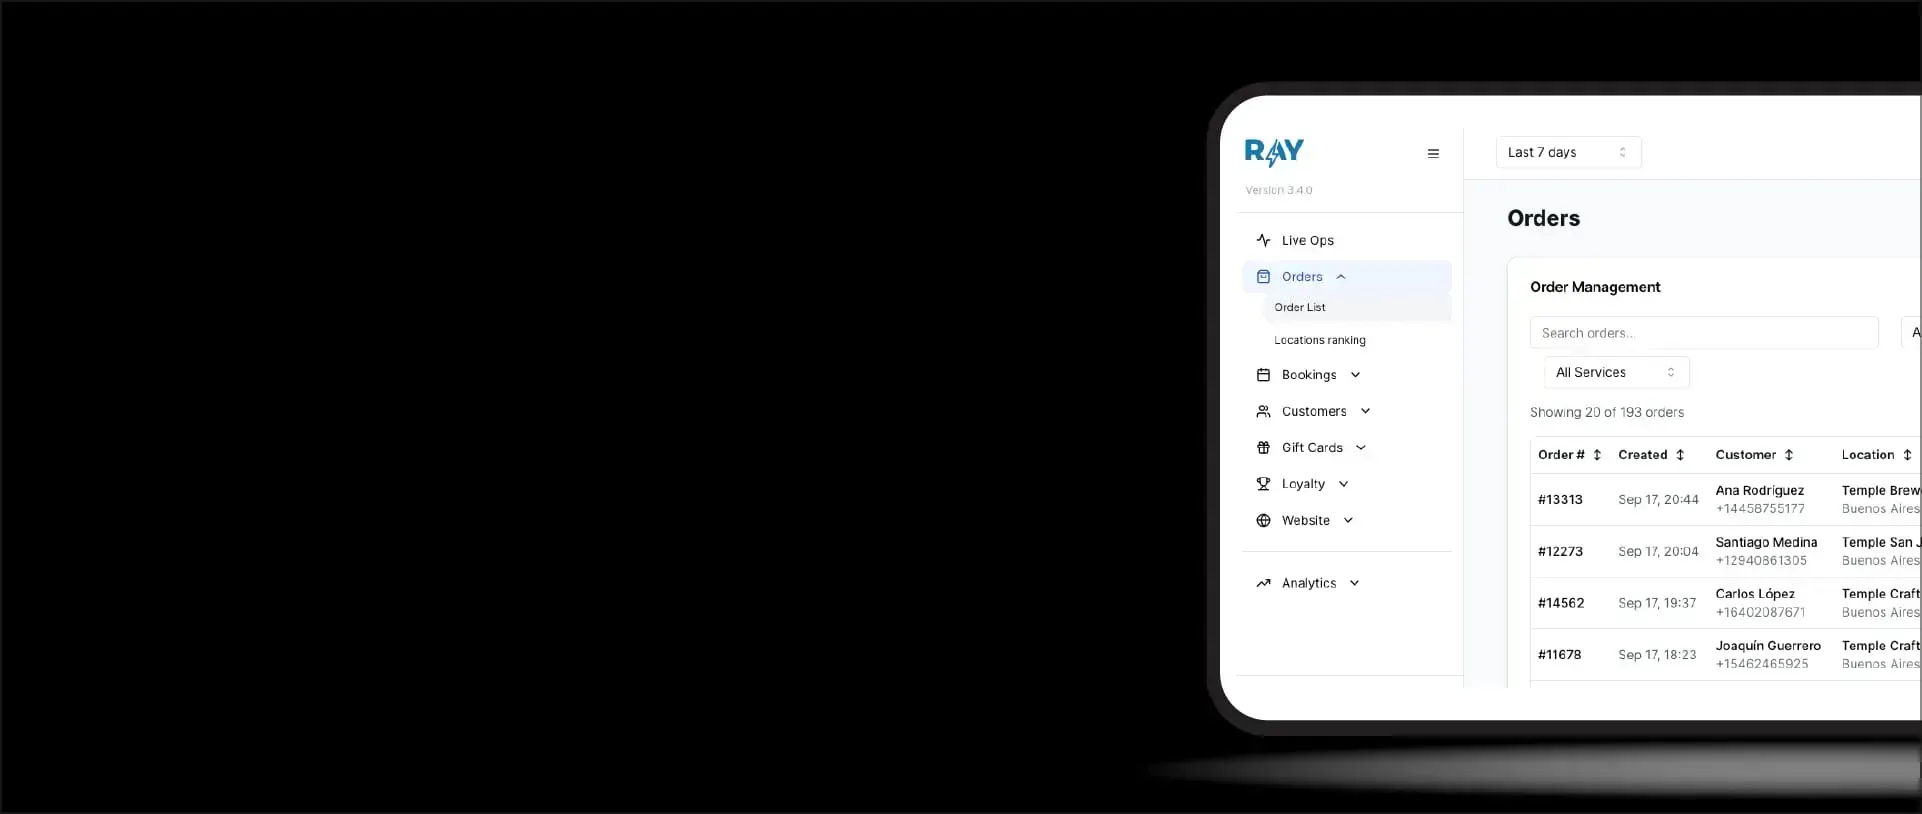 RAY
Version 3.4.0
Live Ops
Orders
Order List
Locations ranking
Bookings
Customers
Gift Cards
Loyalty
Website
Analytics
Last 7 days
Orders
Order Management
Search orders...
A
All Services
Showing 20 of 193 orders
Order # Created Customer Location
#13313 Sep 17, 20:44 Ana Rodríguez Temple Brew
+14458755177 Buenos Aires
#12273 Sep 17, 20:04 Santiago Medina Temple San J
+12940861305 Buenos Aires
#14562 Sep 17, 19:37 Carlos López Temple Craft
+16402087671 Buenos Aires
#11678 Sep 17, 18:23 Joaquín Guerrero Temple Craft
+15462465925 Buenos Aires